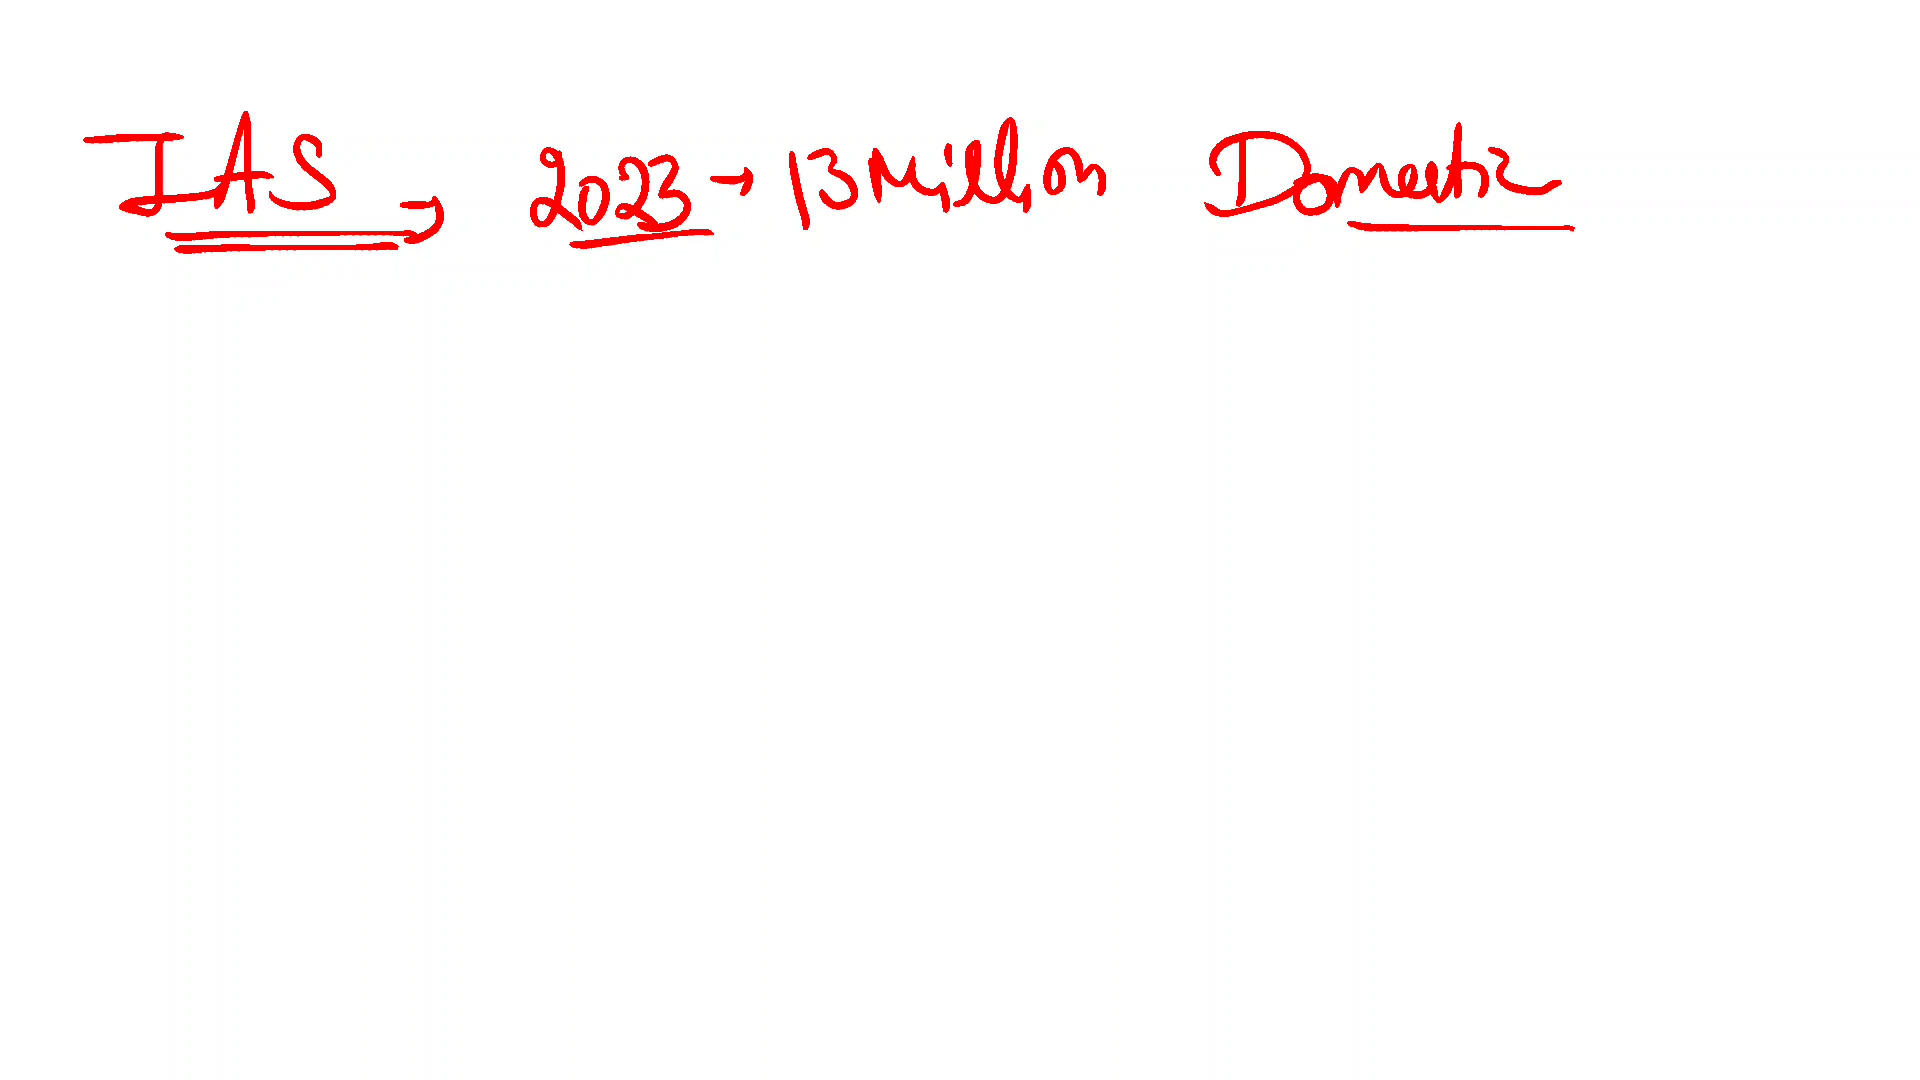 IAS → 2023 → 13 Million Domestic